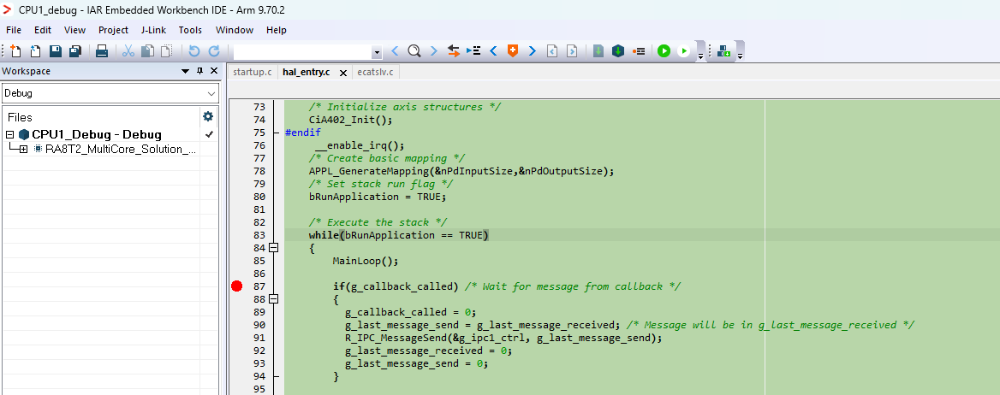 CPU1_debug - IAR Embedded Workbench IDE - Arm 9.70.2
File Edit View Project J-Link Tools Window Help
Workspace
Debug
Files
CPU1_Debug - Debug
RA8T2_MultiCore_Solution_...
startup.c hal_entry.c ecatslv.c
73 /* Initialize axis structures */
74 CiA402_Init();
75 #endif
76 __enable_irq();
77 /* Create basic mapping */
78 APPL_GenerateMapping(&nPdInputSize,&nPdOutputSize);
79 /* Set stack run flag */
80 bRunApplication = TRUE;
81
82 /* Execute the stack */
83 while(bRunApplication == TRUE)
84 {
85 MainLoop();
86
87 if(g_callback_called) /* Wait for message from callback */
88 {
89 g_callback_called = 0;
90 g_last_message_send = g_last_message_received; /* Message will be in g_last_message_received */
91 R_IPC_MessageSend(&g_ipc1_ctrl, g_last_message_send);
92 g_last_message_received = 0;
93 g_last_message_send = 0;
94 }
95